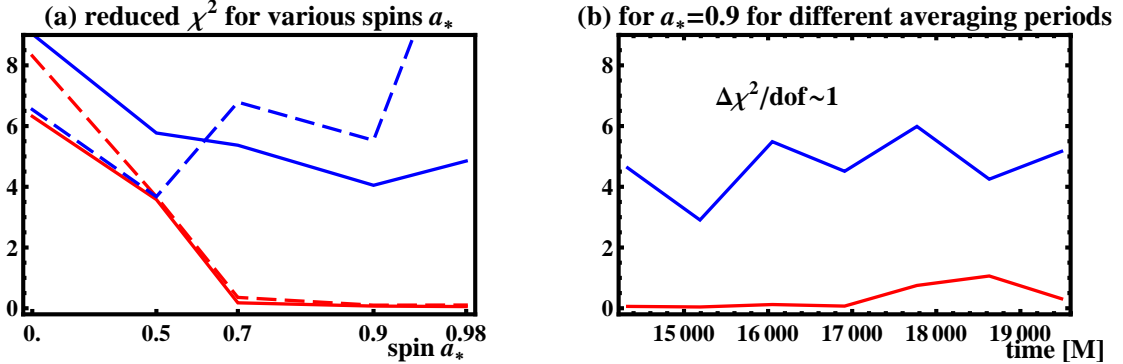 (a) reduced χ² for various spins a*
8
6
4
2
0
0. 0.5 0.7 0.9 0.98
spin a*
(b) for a*=0.9 for different averaging periods
Δχ²/dof~1
8
6
4
2
0
15 000 16 000 17 000 18 000 19 000
time [M]